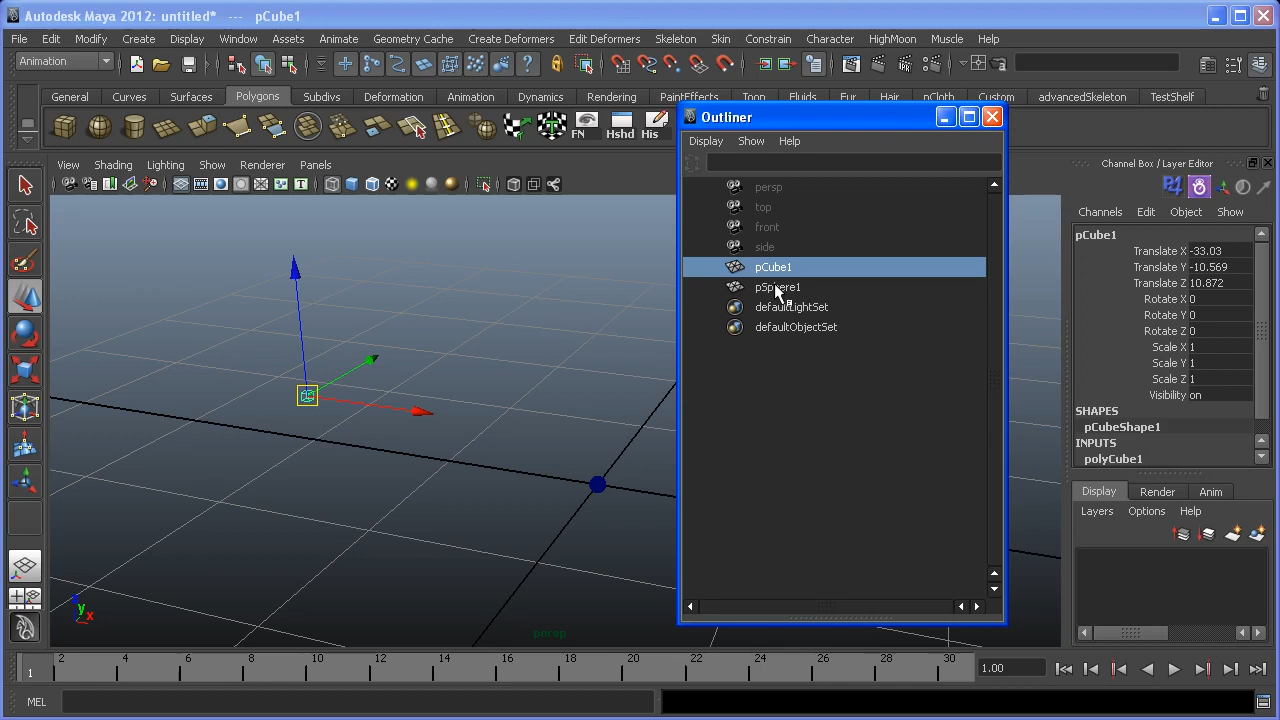 Autodesk Maya 2012: untitled* --- pCube1
File Edit Modify Create Display Window Assets Animate Geometry Cache Create Deformers Edit Deformers Skeleton Skin Constrain Character HighMoon Muscle Help
Animation
General Curves Surfaces Polygons Subdivs Deformation Animation Dynamics Rendering PaintEffects Toon Fluids Fur Hair nCloth Custom advancedSkeleton TestShelf
FN Hshd His
View Shading Lighting Show Renderer Panels
Outliner
Display Show Help
persp
top
front
side
pCube1
pSphere1
defaultLightSet
defaultObjectSet
Channel Box / Layer Editor
Channels Edit Object Show
pCube1
Translate X -33.03
Translate Y -10.569
Translate Z 10.872
Rotate X 0
Rotate Y 0
Rotate Z 0
Scale X 1
Scale Y 1
Scale Z 1
Visibility on
SHAPES
pCubeShape1
INPUTS
polyCube1
Display Render Anim
Layers Options Help
y
x
persp
1 2 4 6 8 10 12 14 16 18 20 22 24 26 28 30
1.00
MEL